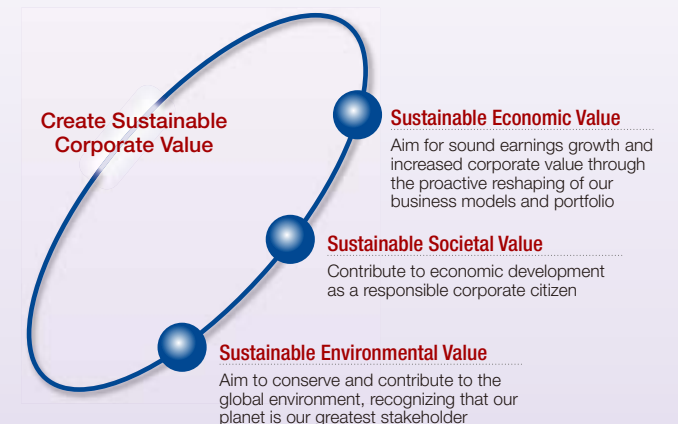 Create Sustainable
Corporate Value
Sustainable Economic Value
Aim for sound earnings growth and
increased corporate value through
the proactive reshaping of our
business models and portfolio
Sustainable Societal Value
Contribute to economic development
as a responsible corporate citizen
Sustainable Environmental Value
Aim to conserve and contribute to the
global environment, recognizing that our
planet is our greatest stakeholder